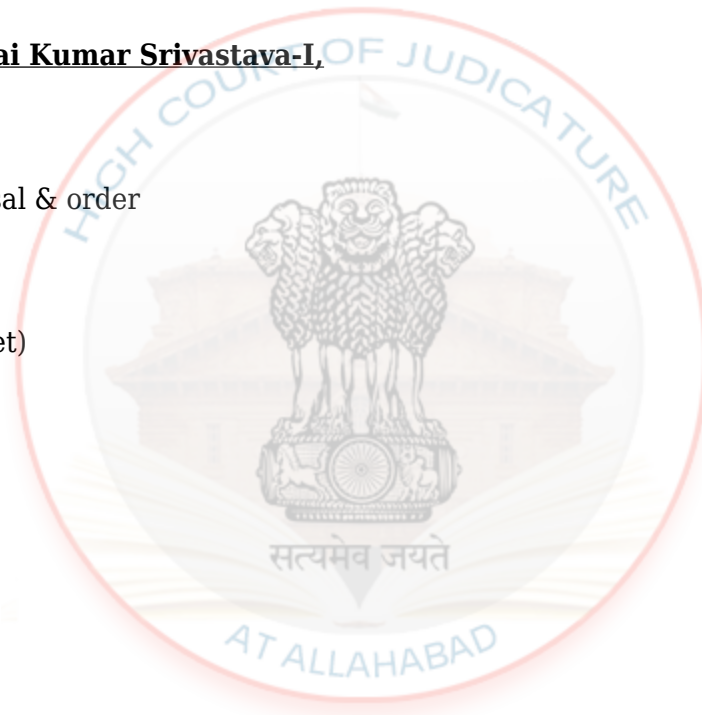 ai Kumar Srivastava-I,
HIGH COURT OF JUDICATURE
al & order
et)
सत्यमेव जयते
AT ALLAHABAD